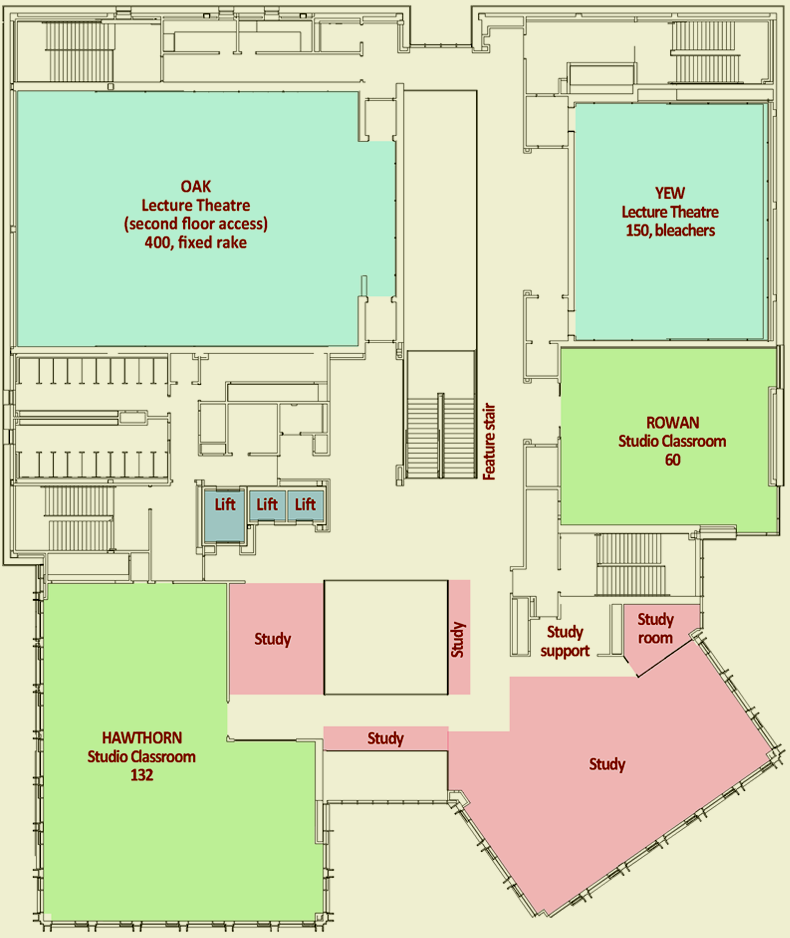 OAK
Lecture Theatre
(second floor access)
400, fixed rake
YEW
Lecture Theatre
150, bleachers
ROWAN
Studio Classroom
60
Feature stair
Lift
Lift
Lift
Study
Study
Study
support
Study
room
Study
Study
HAWTHORN
Studio Classroom
132